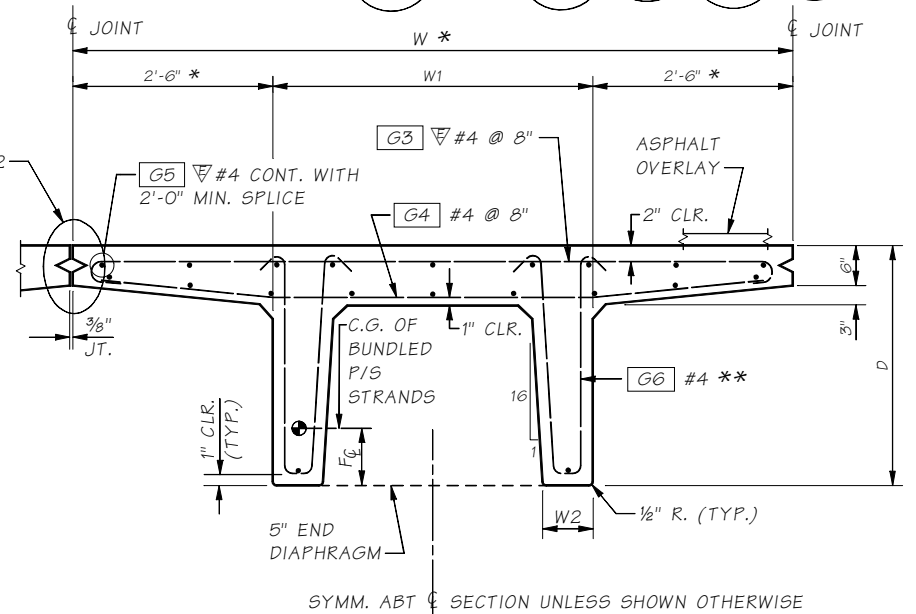 ℄ JOINT
℄ JOINT
W *
2'-6" *
W1
2'-6" *
G3 E #4 @ 8"
ASPHALT
OVERLAY
2
G5 E #4 CONT. WITH
2'-0" MIN. SPLICE
G4 #4 @ 8"
2" CLR.
6"
3"
D
3/8"
JT.
1" CLR.
C.G. OF
BUNDLED
P/S
STRANDS
G6 #4 **
16
1
1" CLR.
(TYP.)
F℄
W2
1/2" R. (TYP.)
5" END
DIAPHRAGM
SYMM. ABT ℄ SECTION UNLESS SHOWN OTHERWISE